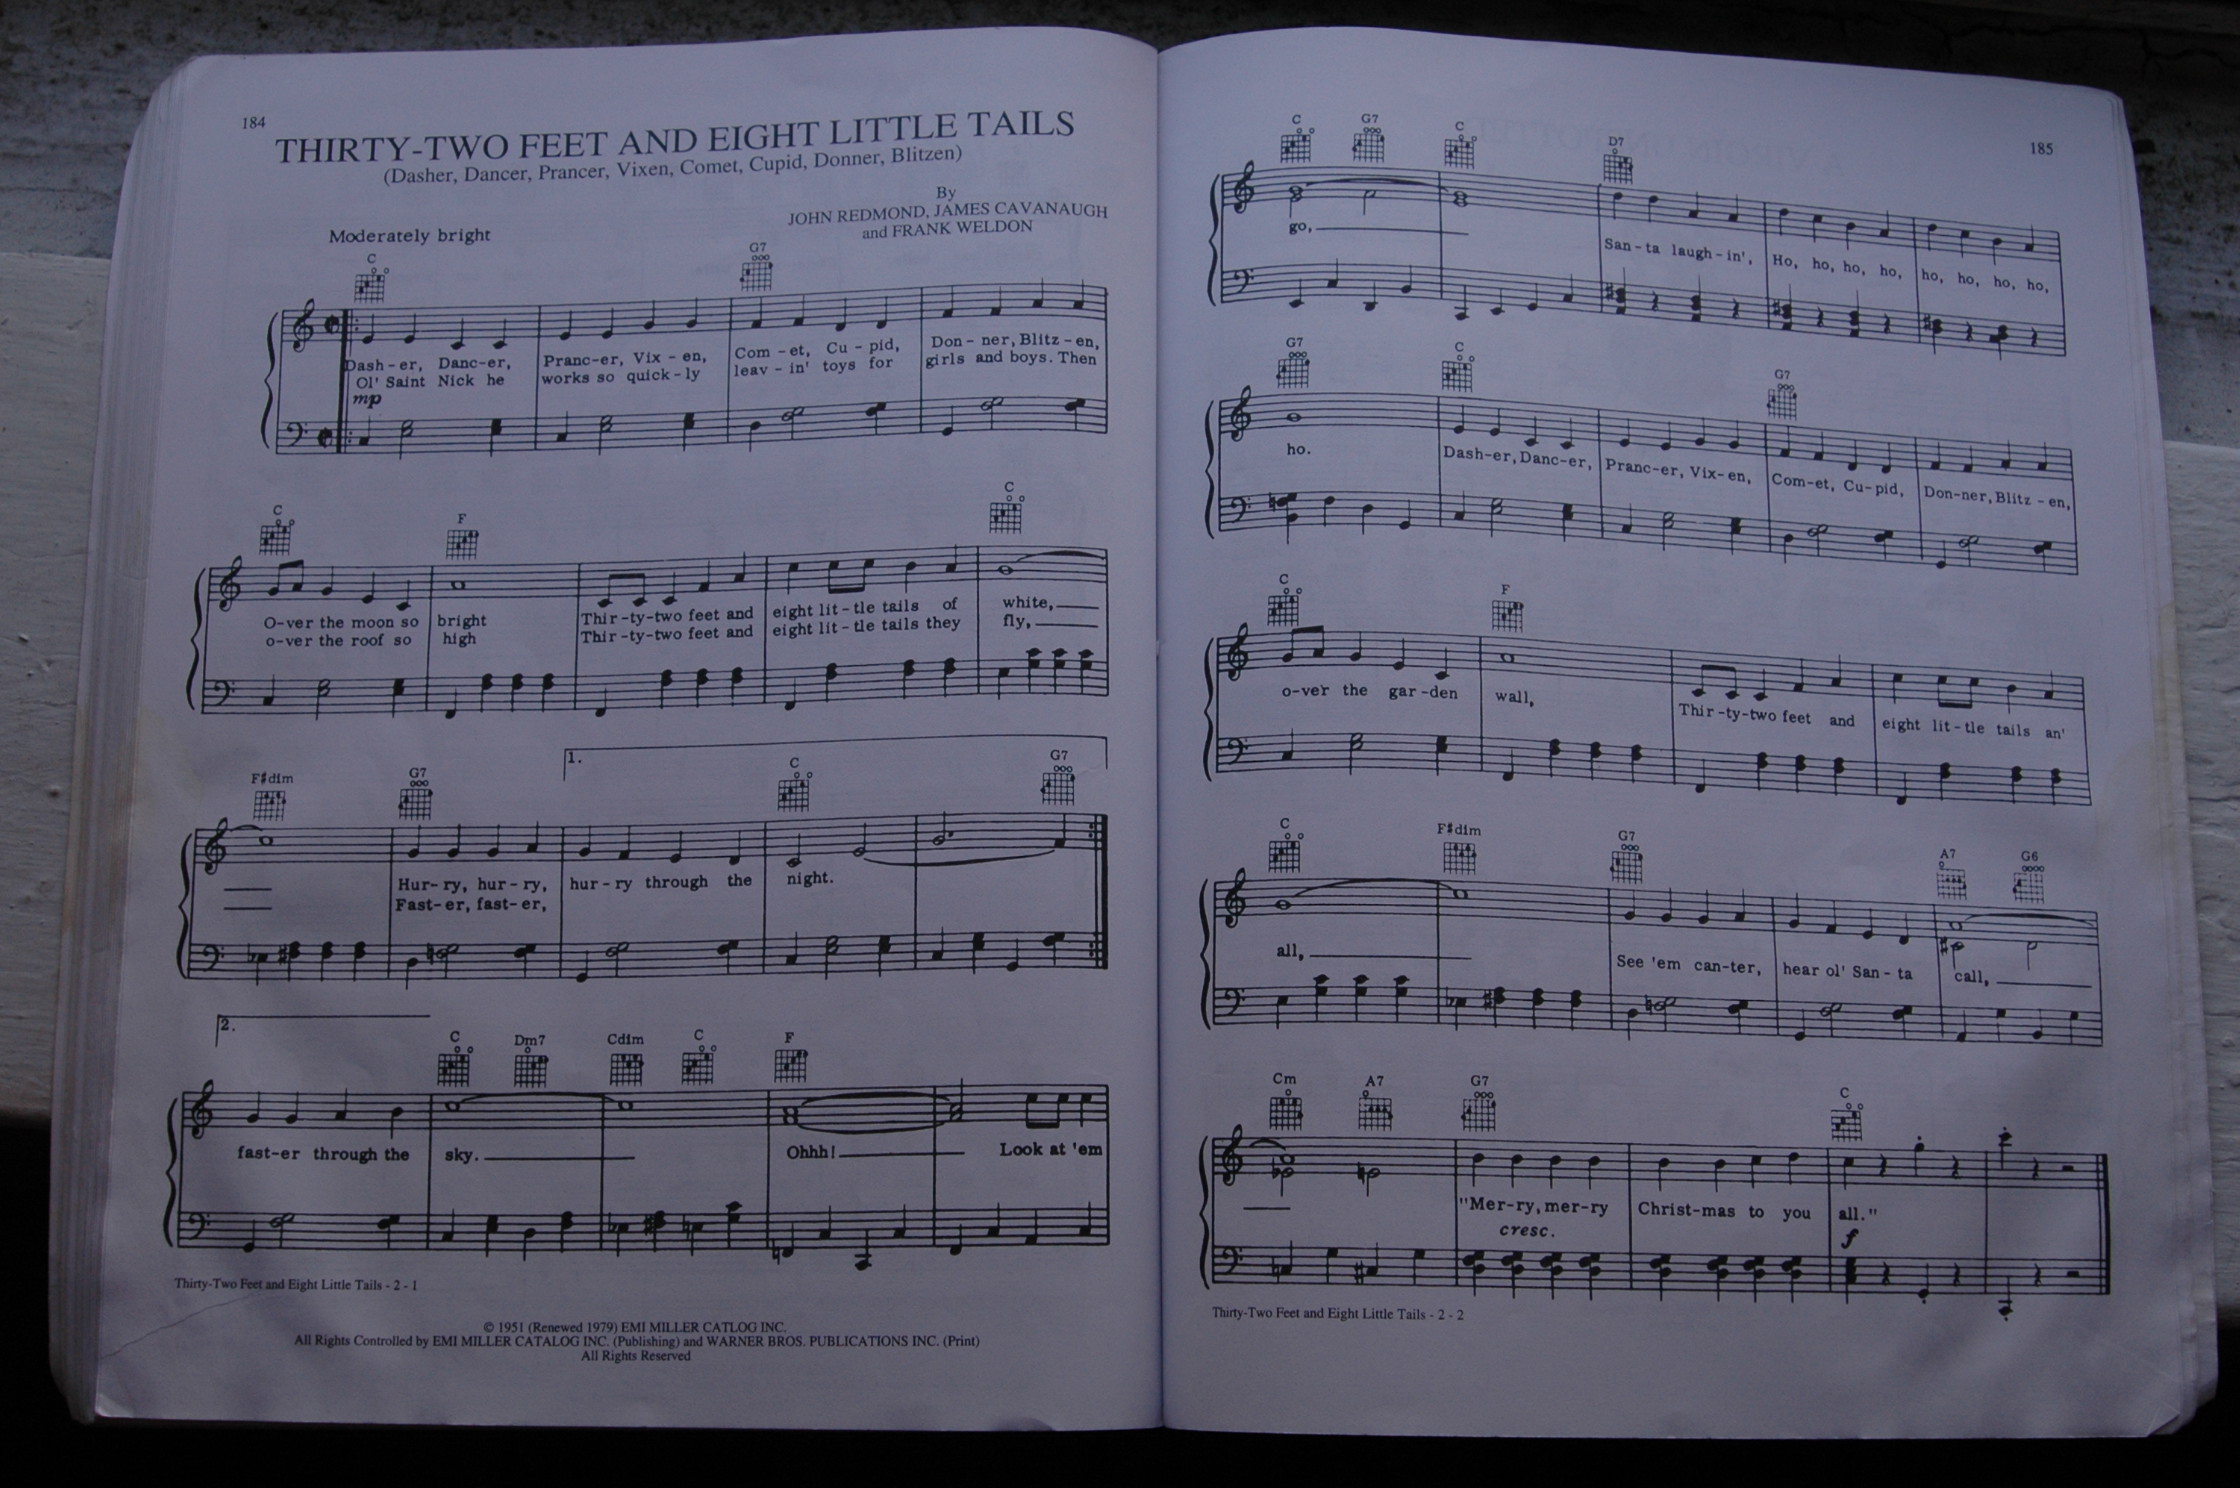 184
THIRTY-TWO FEET AND EIGHT LITTLE TAILS
(Dasher, Dancer, Prancer, Vixen, Comet, Cupid, Donner, Blitzen)
By
JOHN REDMOND, JAMES CAVANAUGH
and FRANK WELDON
Moderately bright
C G7
Dash - er, Danc-er, Pranc-er, Vix - en, Com - et, Cu - pid, Don - ner, Blitz - en,
Ol' Saint Nick he works so quick - ly leav - in' toys for girls and boys. Then
mp
C F C
O-ver the moon so bright Thir-ty-two feet and eight lit-tle tails of white,
o-ver the roof so high Thir-ty-two feet and eight lit-tle tails they fly,
1.
F#dim G7 C G7
Hur-ry, hur-ry, hur-ry through the night.
Fast-er, fast-er,
2.
C Dm7 Cdim C F
fast-er through the sky. Ohhh! Look at 'em
Thirty-Two Feet and Eight Little Tails - 2 - 1
© 1951 (Renewed 1979) EMI MILLER CATLOG INC.
All Rights Controlled by EMI MILLER CATALOG INC. (Publishing) and WARNER BROS. PUBLICATIONS INC. (Print)
All Rights Reserved
185
C G7 C D7
go, San-ta laugh-in', Ho, ho, ho, ho, ho, ho, ho, ho,
G7 C G7
ho. Dash-er, Danc-er, Pranc-er, Vix-en, Com-et, Cu-pid, Don-ner, Blitz-en,
C F
o-ver the gar-den wall, Thir-ty-two feet and eight lit-tle tails an'
C F#dim G7 A7 G6
all, See 'em can-ter, hear ol' San-ta call,
Cm A7 G7 C
"Mer-ry, mer-ry Christ-mas to you all."
cresc. f
Thirty-Two Feet and Eight Little Tails - 2 - 2